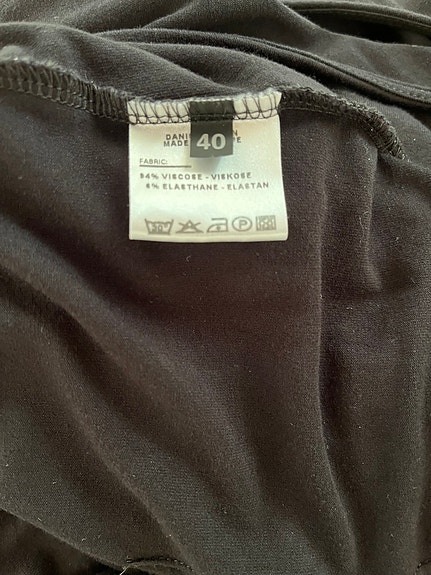 40
MADE
FABRIC:
94% VISCOSE - VISKOSE
6% ELASTHANE - ELASTAN